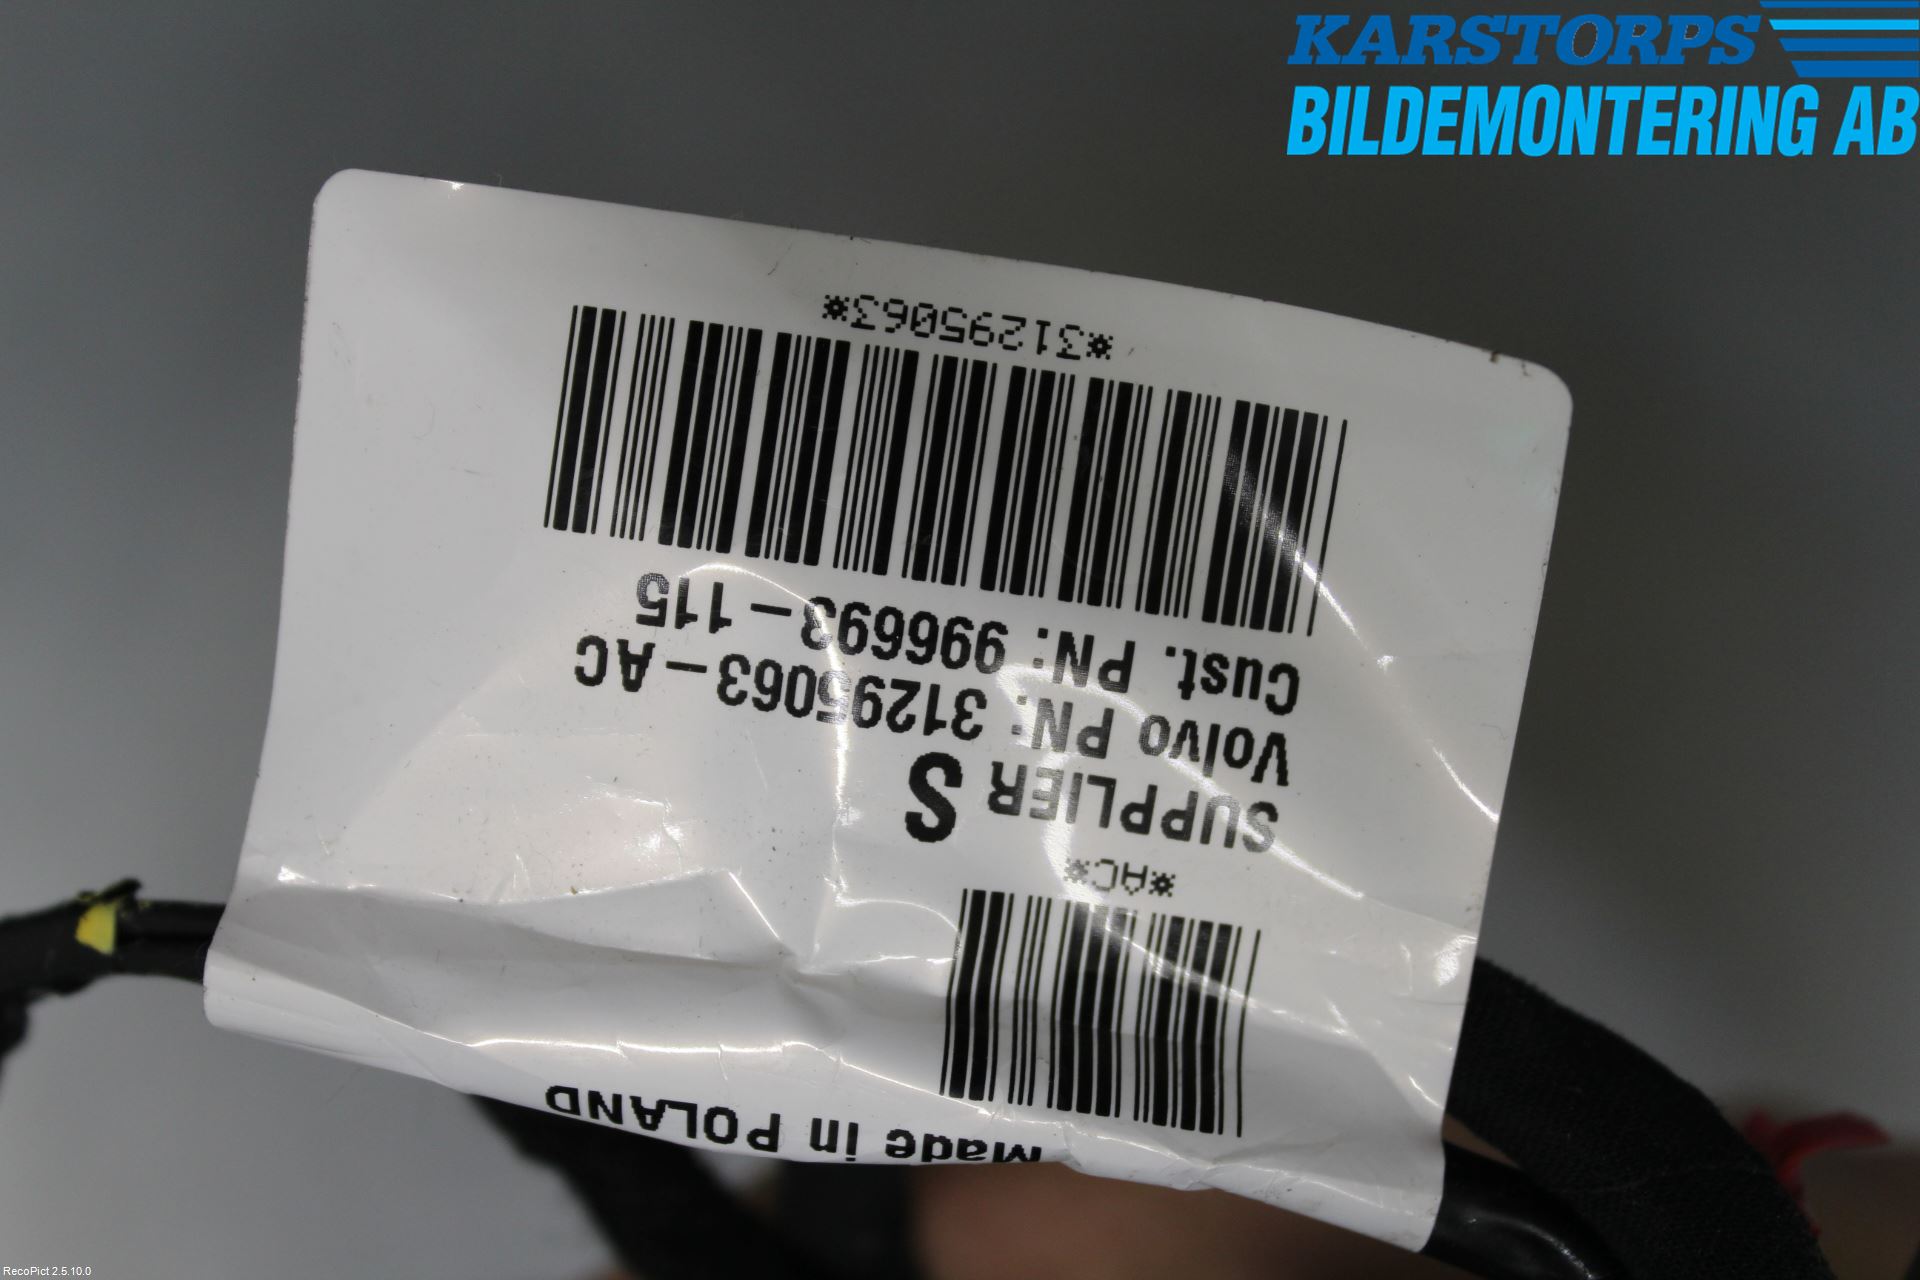 KARSTORPS
BILDEMONTERING AB
Made in POLAND
*AC*
SUPPLIER S
Volvo PN: 31295063-AC
Cust. PN: 996693-115
*31295063*
RecoPict 2.5.10.0